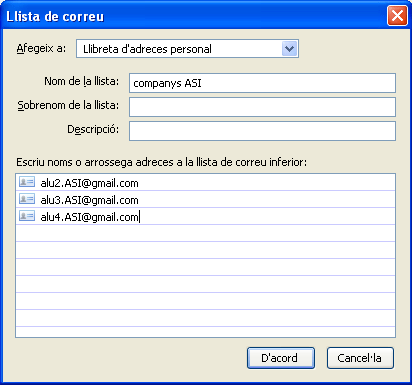 Llista de correu
Afegeix a: Llibreta d'adreces personal
Nom de la llista: companys ASI
Sobrenom de la llista:
Descripció:
Escriu noms o arrossega adreces a la llista de correu inferior:
alu2.ASI@gmail.com
alu3.ASI@gmail.com
alu4.ASI@gmail.com
D'acord Cancel·la